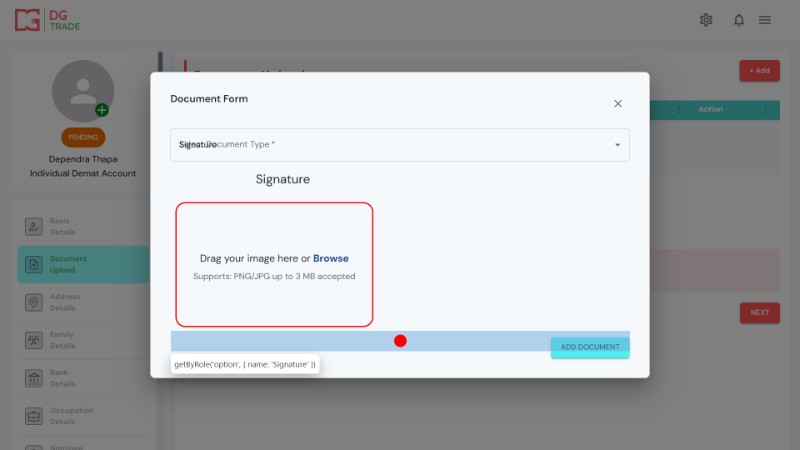 DG
TRADE
Document Upload
+ Add
Action
PENDING
Dependra Thapa
Individual Demat Account
Basic
Details
Document
Upload
Address
Details
Family
Details
Bank
Details
Occupation
Details
Nominee
NEXT
Document Form
Signature
Document Type *
Signature
Drag your image here or Browse
Supports: PNG/JPG up to 3 MB accepted
ADD DOCUMENT
getByRole('option', { name: 'Signature' })